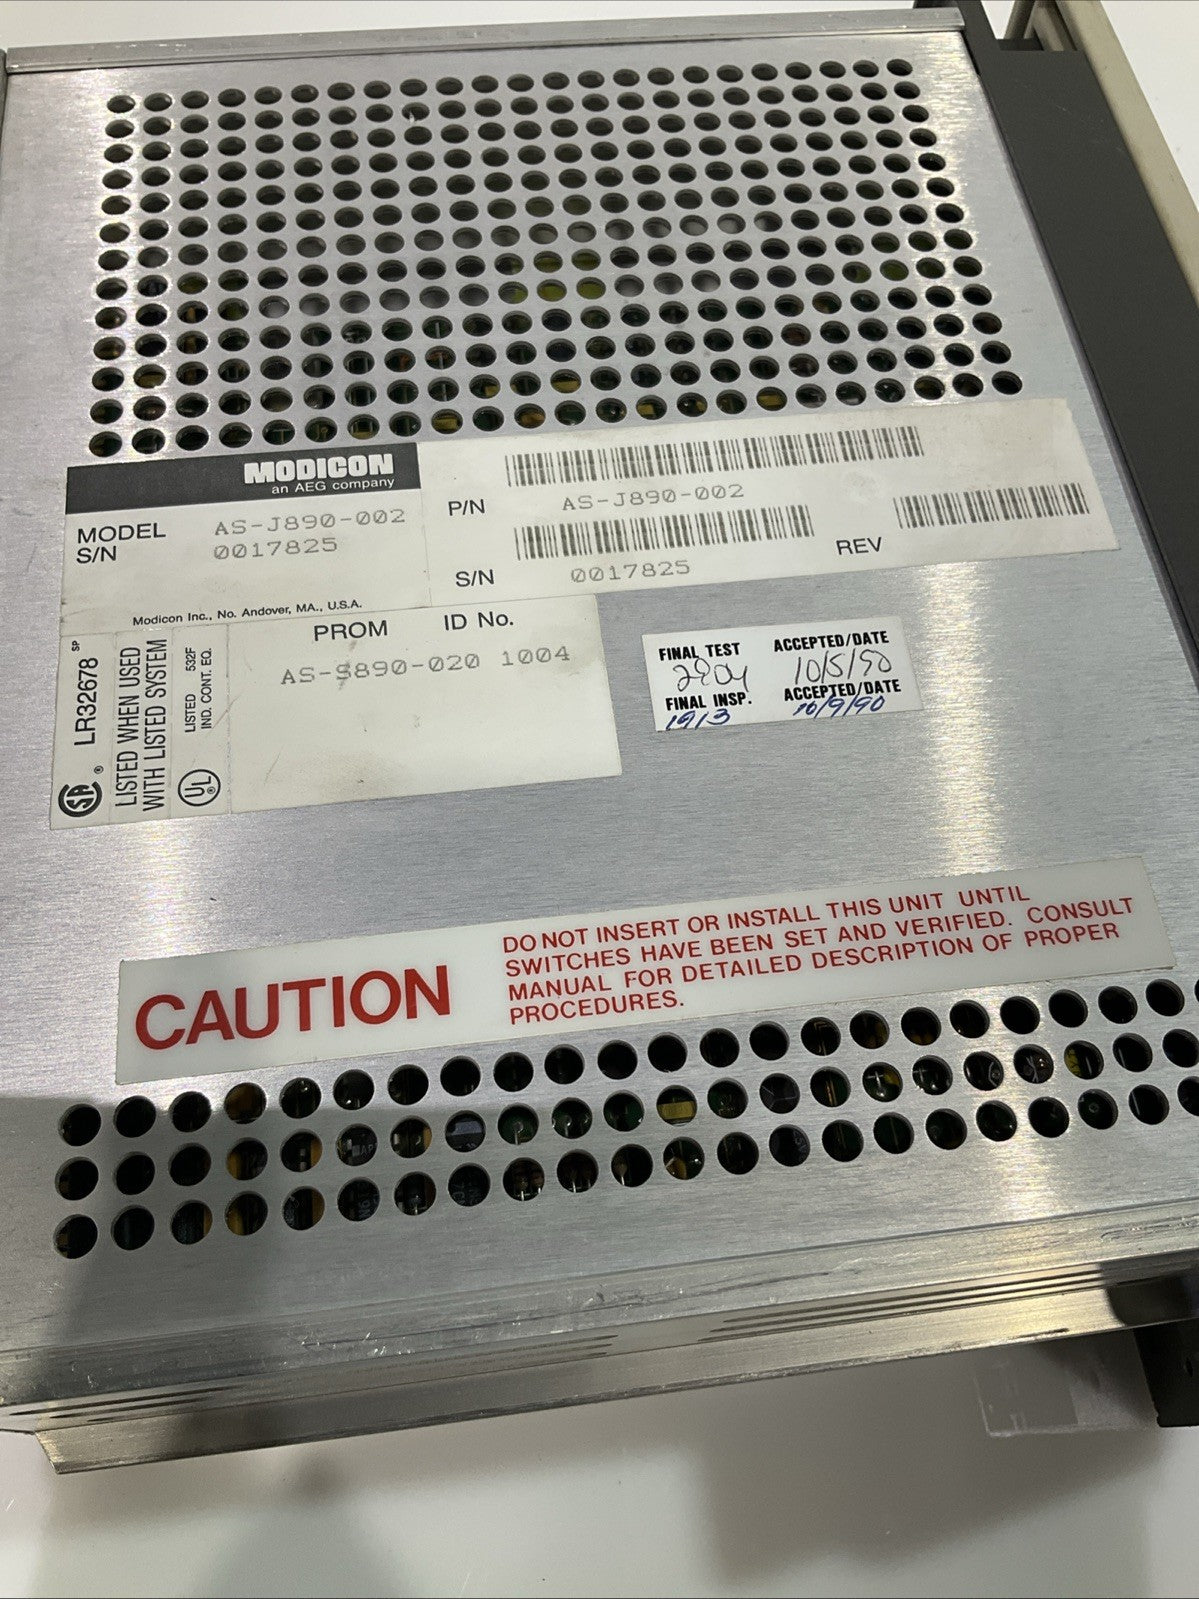 MODICON
an AEG company
MODEL AS-J890-002
S/N 0017825
Modicon Inc., No. Andover, MA., U.S.A.
P/N AS-J890-002
S/N 0017825
REV
SP
LR32678
LISTED WHEN USED
WITH LISTED SYSTEM
LISTED 532F
IND. CONT. EQ.
UL
PROM ID No.
AS-S890-020 1004
FINAL TEST ACCEPTED/DATE
10/5/90
FINAL INSP. ACCEPTED/DATE
1913 10/9/90
CAUTION
DO NOT INSERT OR INSTALL THIS UNIT UNTIL
SWITCHES HAVE BEEN SET AND VERIFIED. CONSULT
MANUAL FOR DETAILED DESCRIPTION OF PROPER
PROCEDURES.